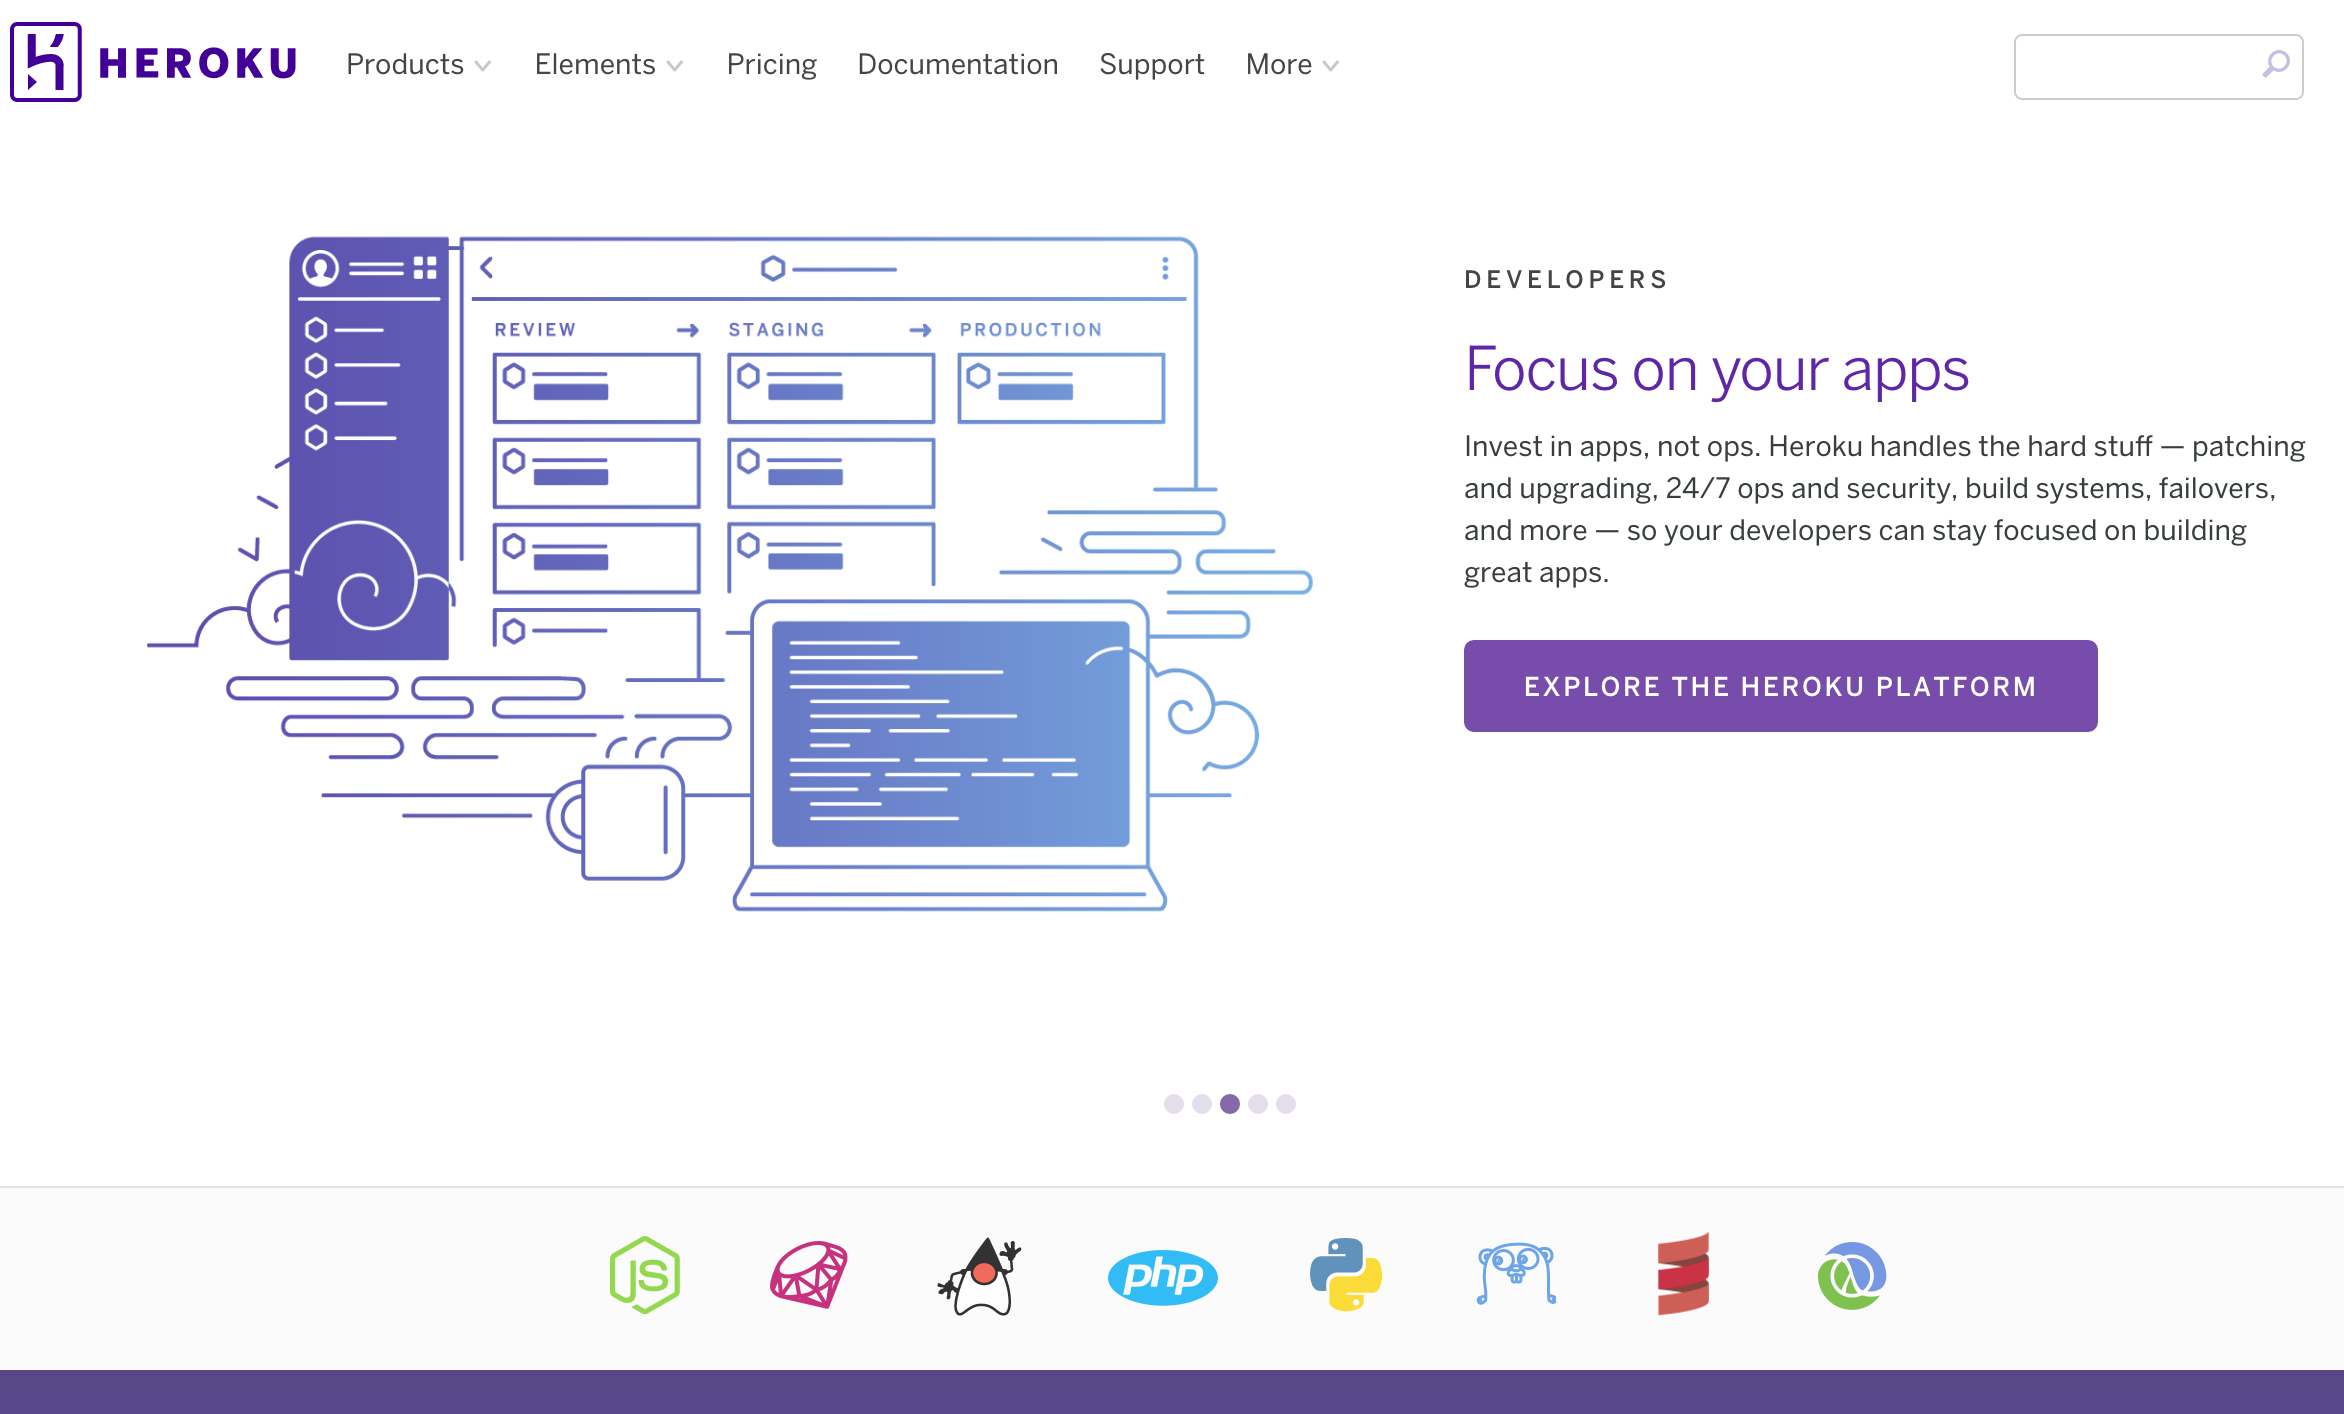 HEROKU
Products
Elements
Pricing
Documentation
Support
More
REVIEW
STAGING
PRODUCTION
DEVELOPERS
Focus on your apps
Invest in apps, not ops. Heroku handles the hard stuff — patching
and upgrading, 24/7 ops and security, build systems, failovers,
and more — so your developers can stay focused on building
great apps.
EXPLORE THE HEROKU PLATFORM
JS
php